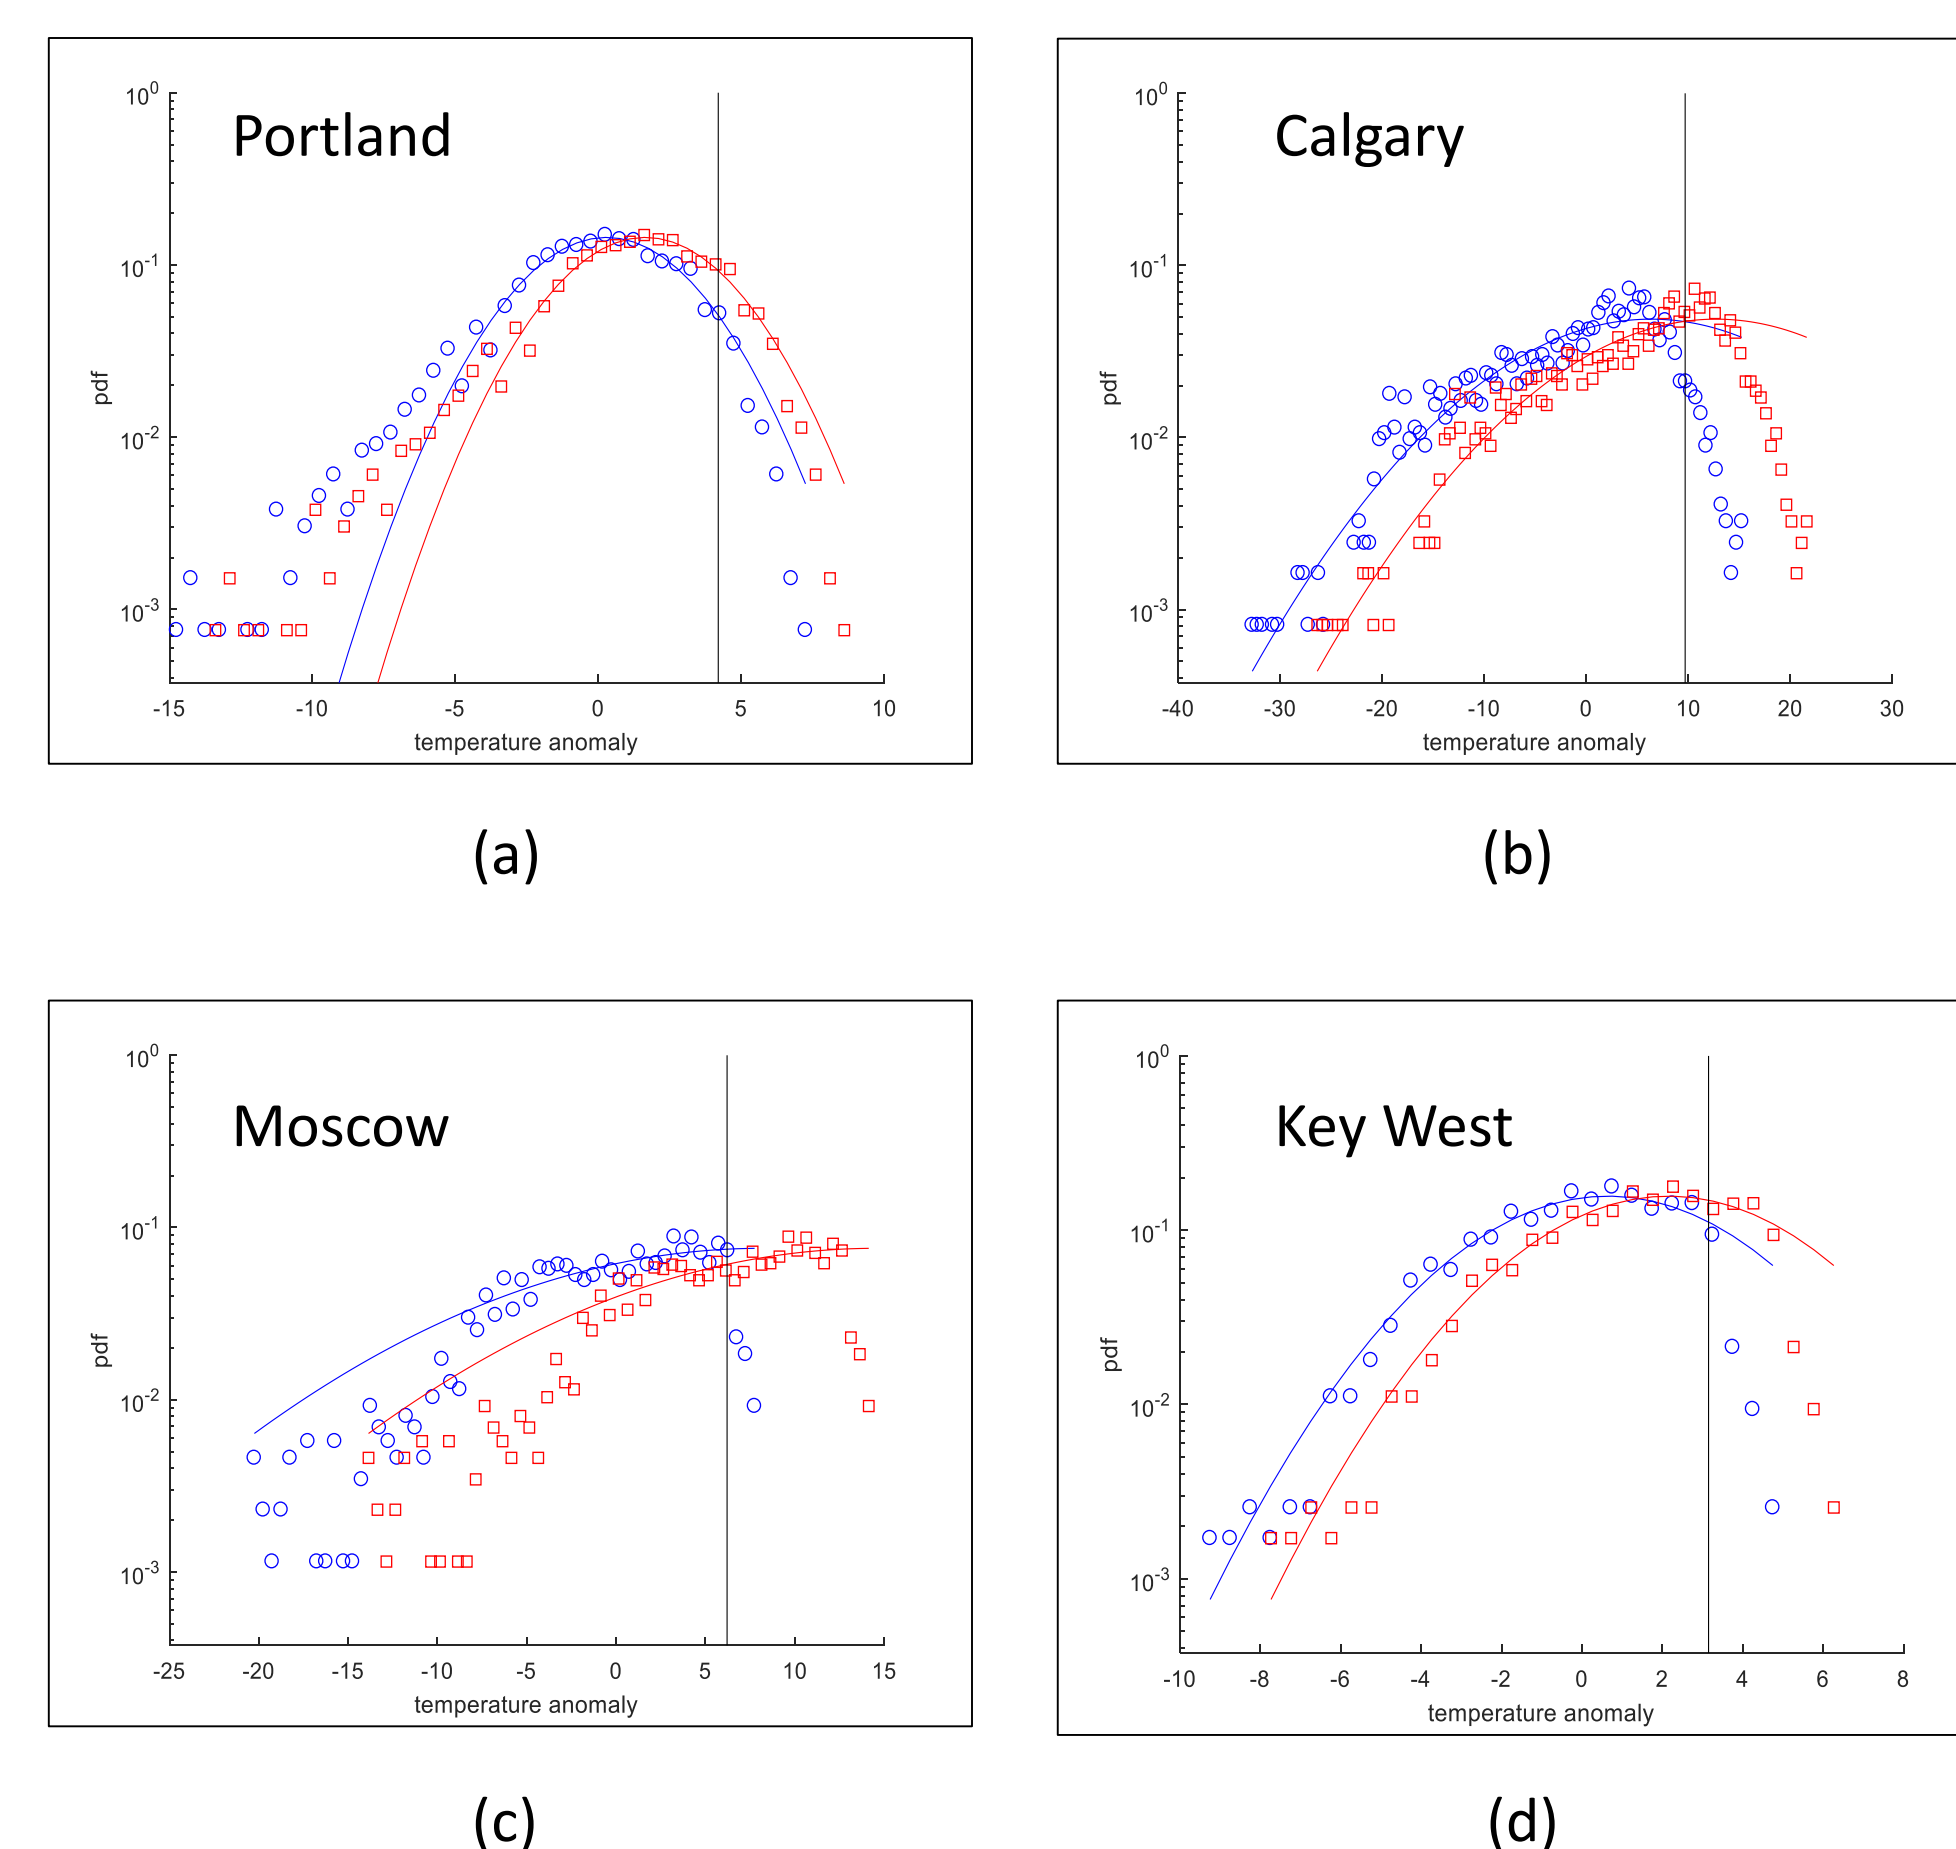 Portland
10^0
10^-1
10^-2
10^-3
pdf
-15 -10 -5 0 5 10
temperature anomaly
(a)
Calgary
10^0
10^-1
10^-2
10^-3
pdf
-40 -30 -20 -10 0 10 20 30
temperature anomaly
(b)
Moscow
10^0
10^-1
10^-2
10^-3
pdf
-25 -20 -15 -10 -5 0 5 10 15
temperature anomaly
(c)
Key West
10^0
10^-1
10^-2
10^-3
pdf
-10 -8 -6 -4 -2 0 2 4 6 8
temperature anomaly
(d)